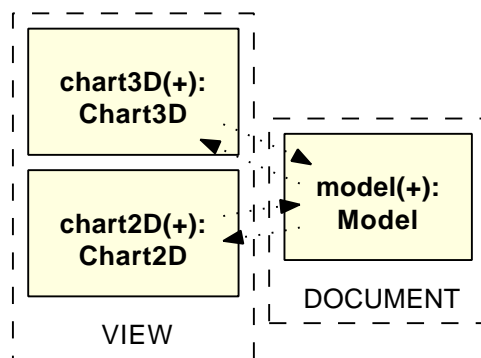 chart3D(+):
Chart3D
chart2D(+):
Chart2D
VIEW
model(+):
Model
DOCUMENT